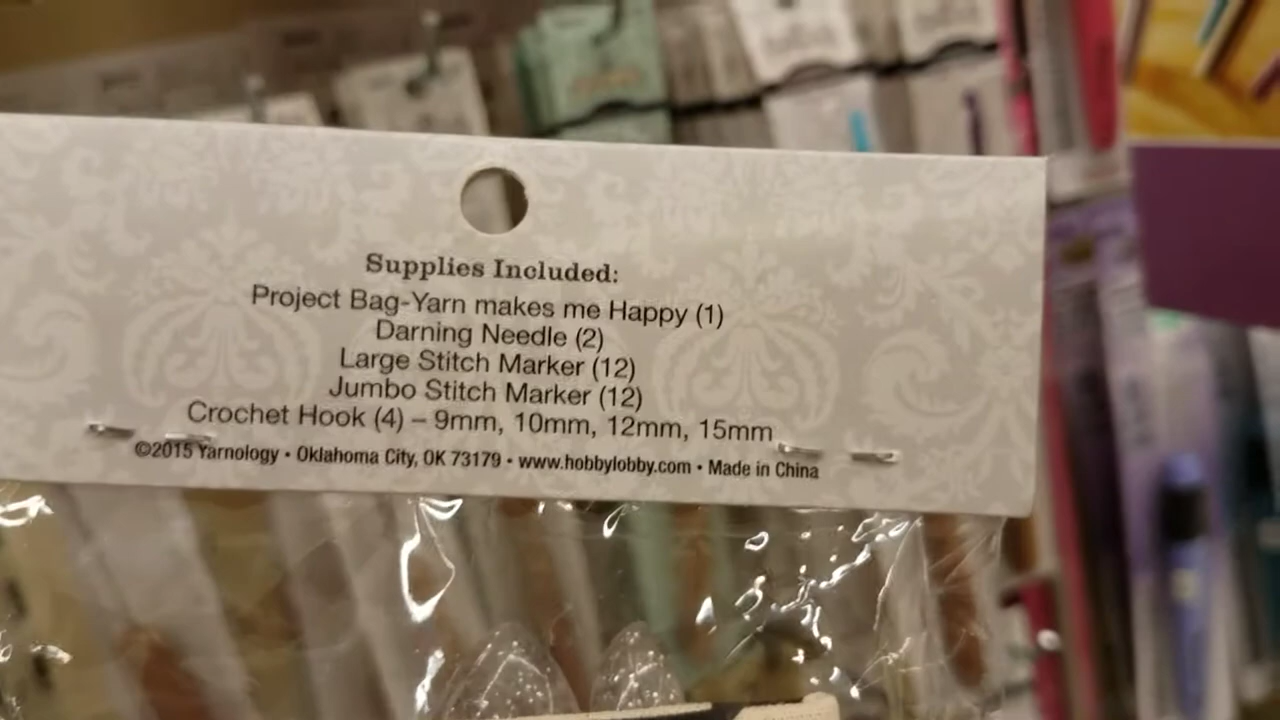 Supplies Included:
Project Bag-Yarn makes me Happy (1)
Darning Needle (2)
Large Stitch Marker (12)
Jumbo Stitch Marker (12)
Crochet Hook (4) – 9mm, 10mm, 12mm, 15mm
©2015 Yarnology • Oklahoma City, OK 73179 • www.hobbylobby.com • Made in China